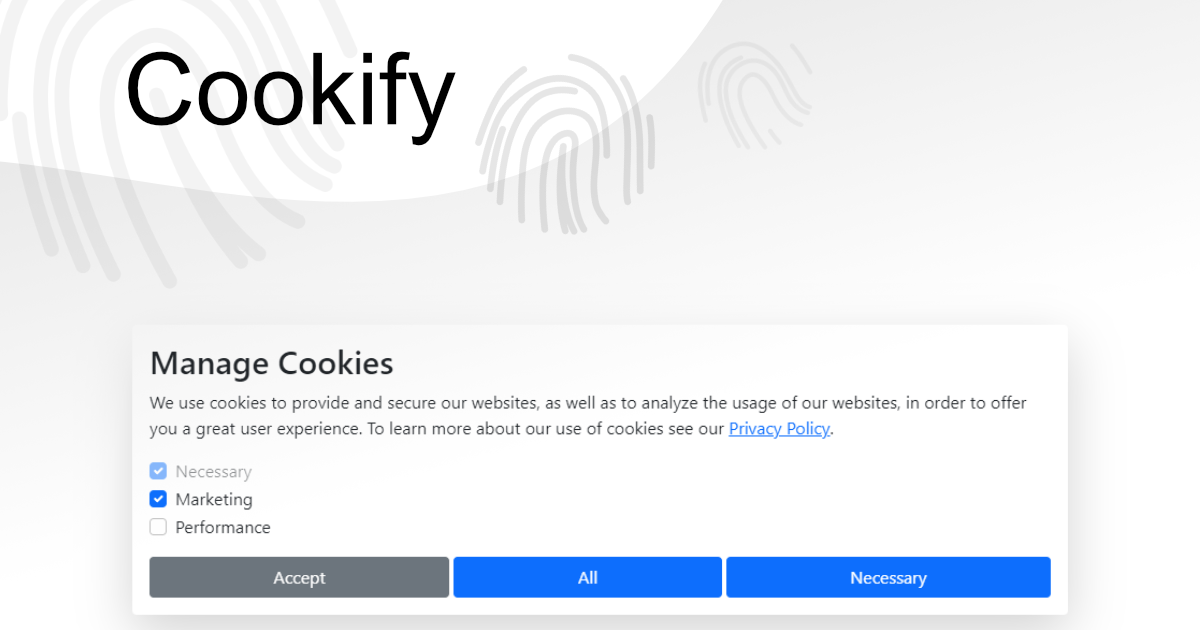 Cookify
Manage Cookies
We use cookies to provide and secure our websites, as well as to analyze the usage of our websites, in order to offer
you a great user experience. To learn more about our use of cookies see our Privacy Policy.
Necessary
Marketing
Performance
Accept All Necessary